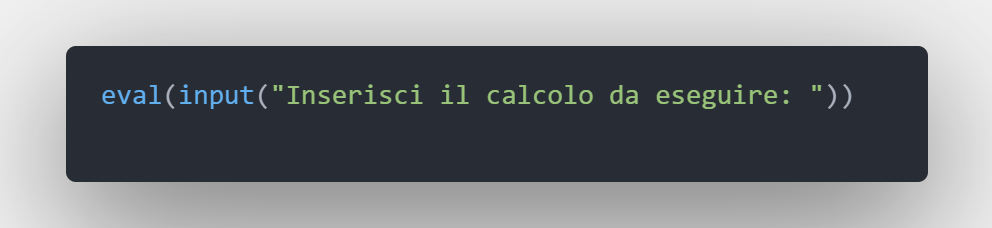 eval(input("Inserisci il calcolo da eseguire: "))